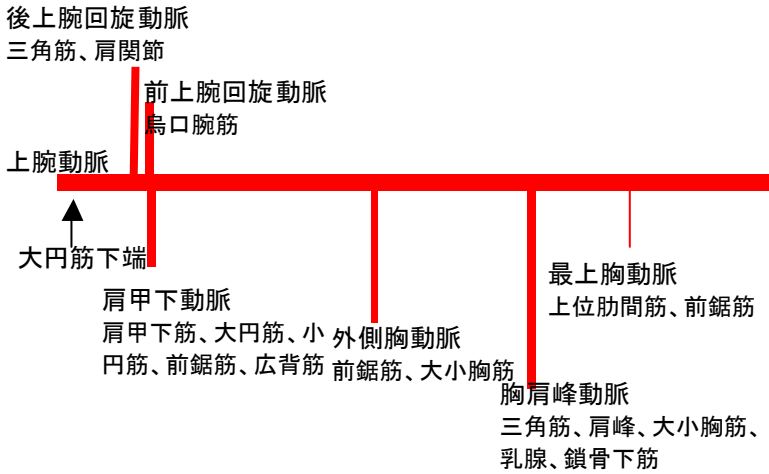 後上腕回旋動脈
三角筋、肩関節
前上腕回旋動脈
烏口腕筋
上腕動脈
大円筋下端
肩甲下動脈
肩甲下筋、大円筋、小
円筋、前鋸筋、広背筋
外側胸動脈
前鋸筋、大小胸筋
最上胸動脈
上位肋間筋、前鋸筋
胸肩峰動脈
三角筋、肩峰、大小胸筋、
乳腺、鎖骨下筋